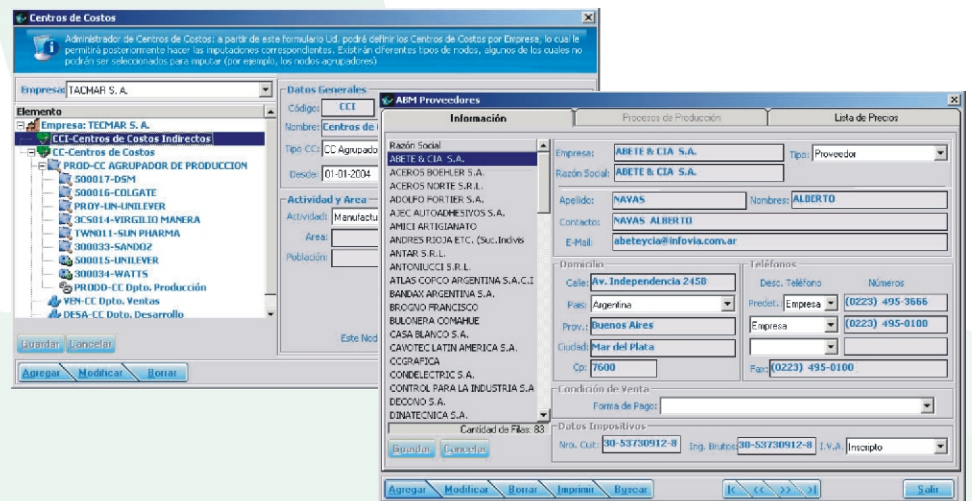 Centros de Costos
Administrador de Centros de Costos: a partir de este formulario Ud. podrá definir los Centros de Costos por Empresa, lo cual le
permitirá posteriormente hacer las imputaciones correspondientes. Existirán diferentes tipos de nodos, algunos de los cuales no
podrán ser seleccionados para imputar (por ejemplo, los nodos agrupadores)
Empresa: TACMAR S. A.
Elemento
Empresa: TECMAR S. A.
CCI-Centros de Costos Indirectos
CC-Centros de Costos
PROD-CC AGRUPADOR DE PRODUCCION
500017-DSM
500016-COLGATE
PROY-UN-UNILEVER
3CS014-VIRGILIO MANERA
TWN011-SUN PHARMA
300033-SANDOZ
500015-UNILEVER
300034-WATTS
PRODD-CC Dpto. Producción
VEN-CC Dpto. Ventas
DESA-CC Dpto. Desarrollo
Guardar Cancelar
Agregar Modificar Borrar
Datos Generales
Código: CCI
Nombre: Centros de
Tipo CC: CC Agrupado
Desde: 01-01-2004
Actividad y Area
Actividad: Manufactu
Area:
Población:
Este Nod
ABM Proveedores
Información Procesos de Producción Lista de Precios
Razón Social
ABETE & CIA S.A.
ACEROS BOEHLER S.A.
ACEROS NORTE S.R.L.
ADOLFO FORTIER S.A.
AJEC AUTOADHESIVOS S.A.
AMICI ARTIGIANATO
ANDRES RIOJA ETC. (Suc.Indivis
ANTAR S.R.L.
ANTONIUCCI S.R.L.
ATLAS COPCO ARGENTINA S.A.C.I
BANDAX ARGENTINA S.A.
BROGNO FRANCISCO
BULONERA COMAHUE
CASA BLANCO S.A.
CAVOTEC LATIN AMERICA S.A.
CCGRAFICA
CONDELECTRIC S.A.
CONTROL PARA LA INDUSTRIA S.A
DECONO S.A.
DINATECNICA S.A.
Cantidad de Filas: 83
Guardar Cancelar
Empresa: ABETE & CIA S.A. Tipo: Proveedor
Razón Social: ABETE & CIA S.A.
Apelido: NAVAS Nombres: ALBERTO
Contacto: NAVAS ALBERTO
E-Mail: abeteycia@infovia.com.ar
Domicilio
Calle: Av. Independencia 2458
Pais: Argentina
Prov.: Buenos Aires
Ciudad: Mar del Plata
Cp: 7600
Teléfonos
Desc. Teléfono Números
Predet.: Empresa (0223) 495-3666
Empresa (0223) 495-0100
Fax: (0223) 495-0100
Condición de Venta
Forma de Pago:
Datos Impositivos
Nro. Cuit: 30-53730912-8 Ing. Brutos: 30-53730912-8 I.V.A. Inscripto
Agregar Modificar Borrar Imprimir Buscar |< << >> >| Salir